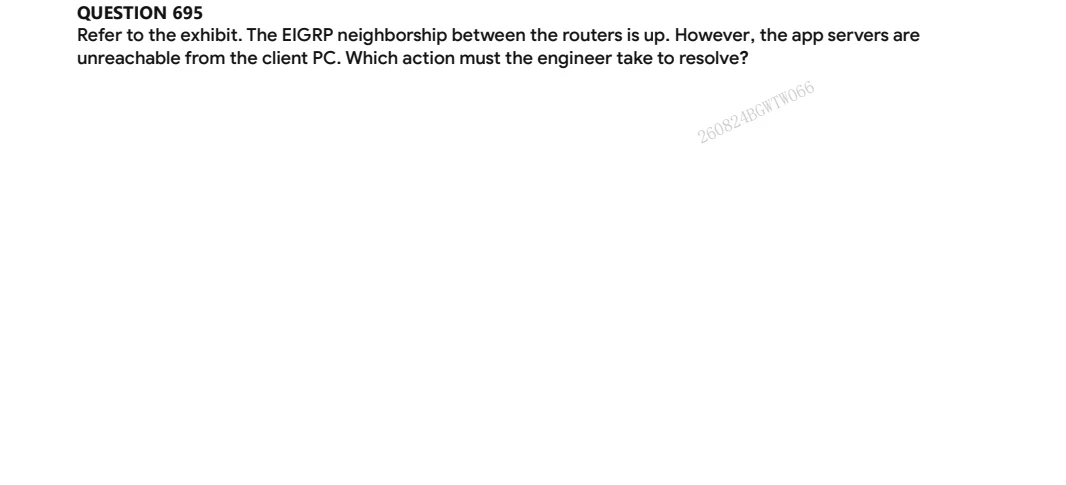 QUESTION 695
Refer to the exhibit. The EIGRP neighborship between the routers is up. However, the app servers are
unreachable from the client PC. Which action must the engineer take to resolve?
260824BGWTW066